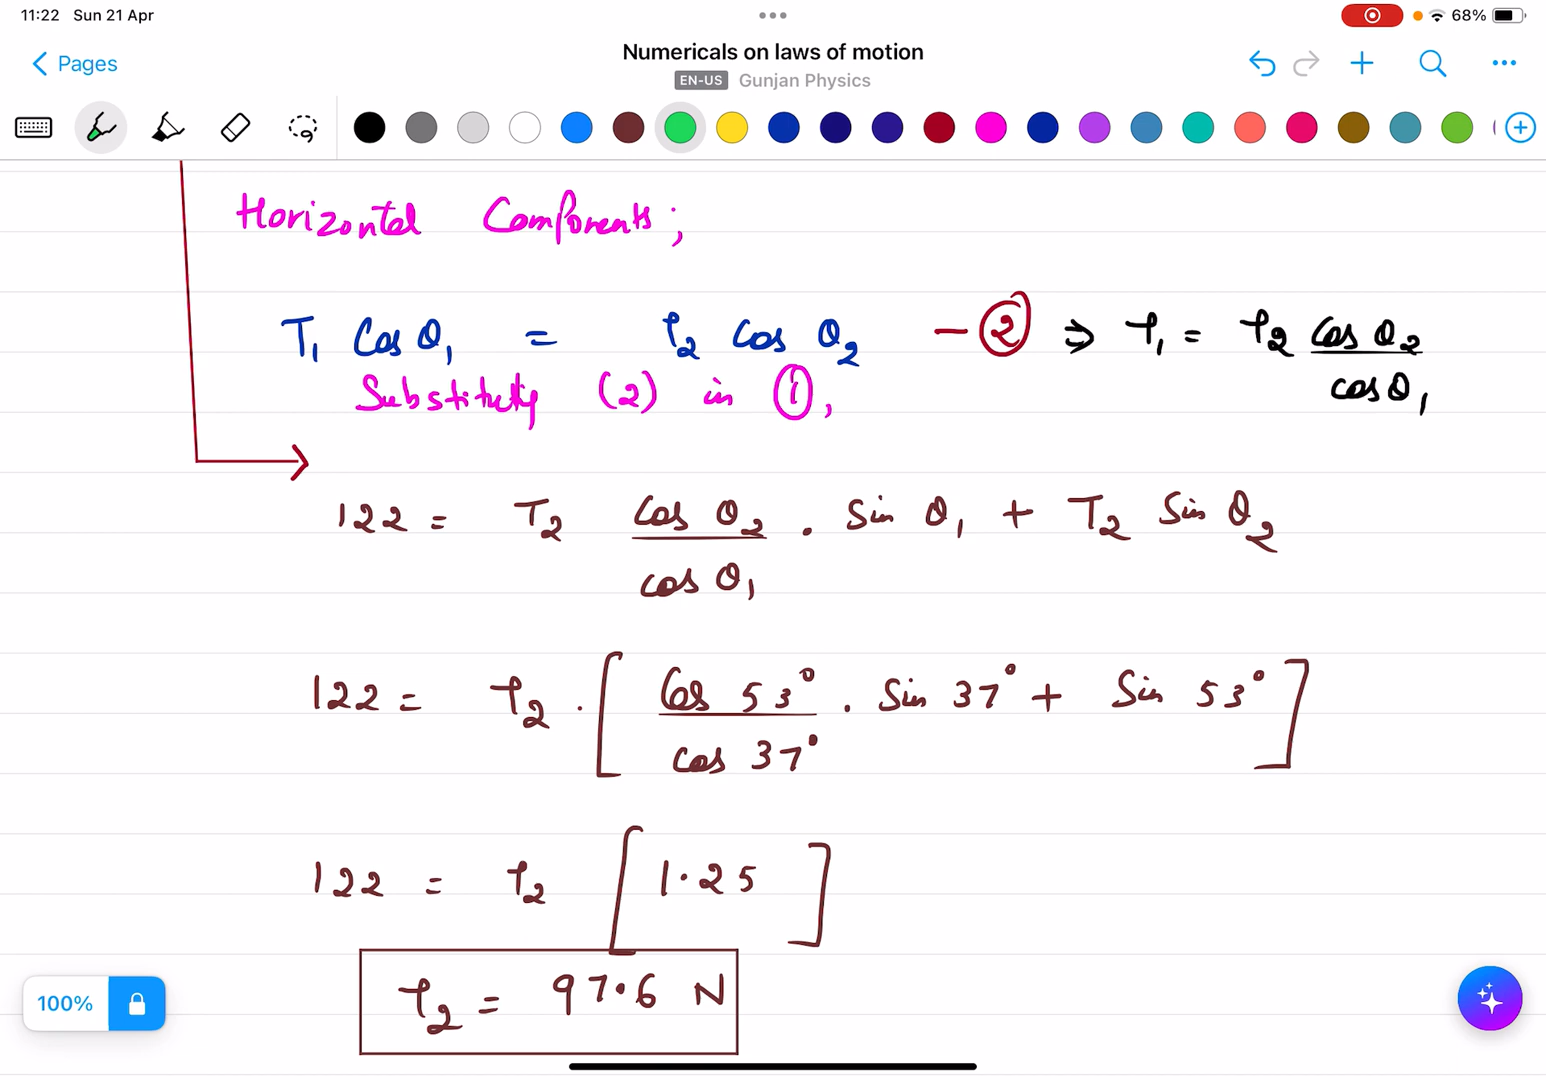 11:22 Sun 21 Apr
68%
Pages
Numericals on laws of motion
EN-US Gunjan Physics
Horizontal Components;
T₁ Cos θ₁ = T₂ cos θ₂ - ② ⇒ T₁ = T₂ cos θ₂ / cos θ₁
Substituting (2) in ①,
122 = T₂ cos θ₂ / cos θ₁ . sin θ₁ + T₂ Sin θ₂
122 = T₂ . [ Cos 53° / cos 37° . Sin 37° + Sin 53° ]
122 = T₂ [ 1.25 ]
T₂ = 97.6 N
100%